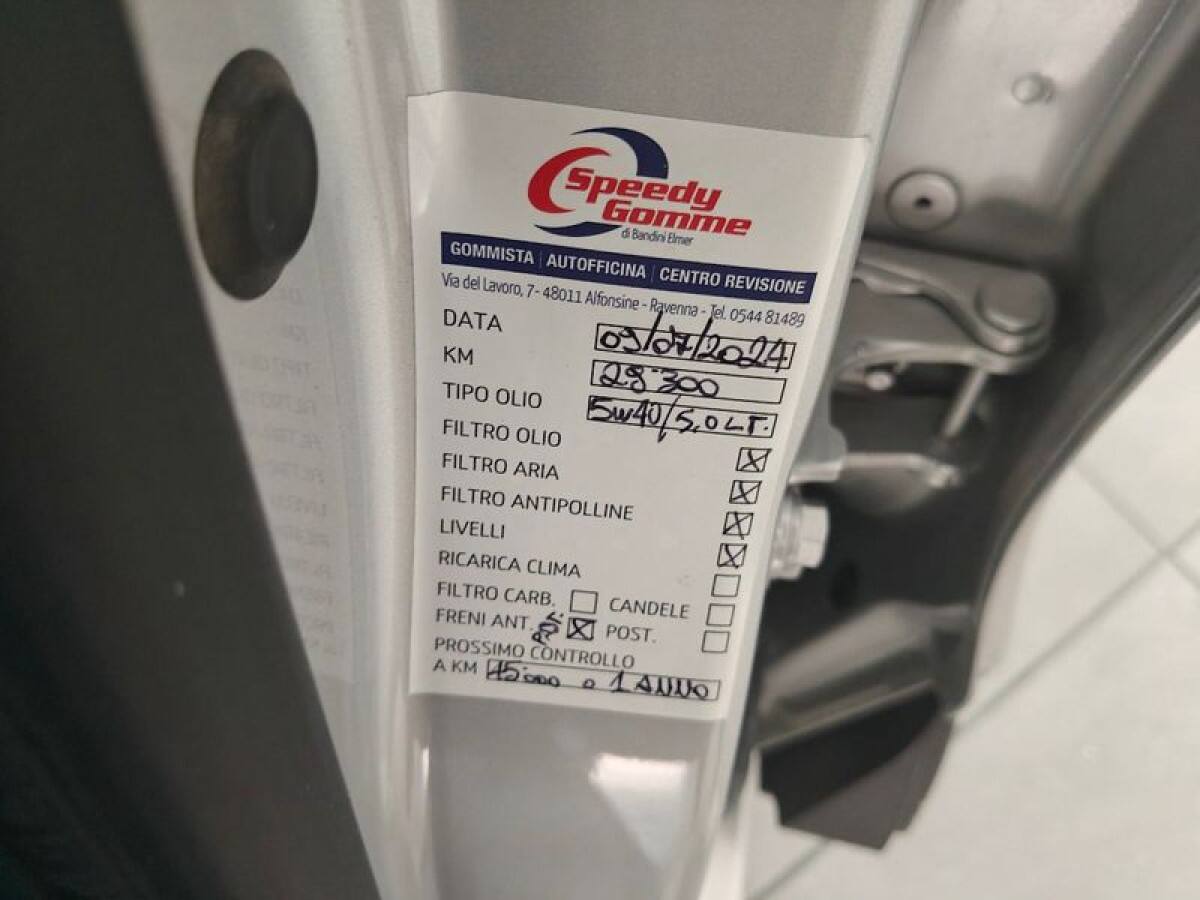 Speedy
Gomme
di Bandini Elmer
GOMMISTA | AUTOFFICINA | CENTRO REVISIONE
Via del Lavoro, 7 - 48011 Alfonsine - Ravenna - Tel. 0544 81489
DATA 09/07/2024
KM 29.300
TIPO OLIO 5W40/5,0 LT.
FILTRO OLIO
FILTRO ARIA
FILTRO ANTIPOLLINE
LIVELLI
RICARICA CLIMA
FILTRO CARB. CANDELE
FRENI ANT. POST.
PROSSIMO CONTROLLO
A KM 15.000 o 1 ANNO